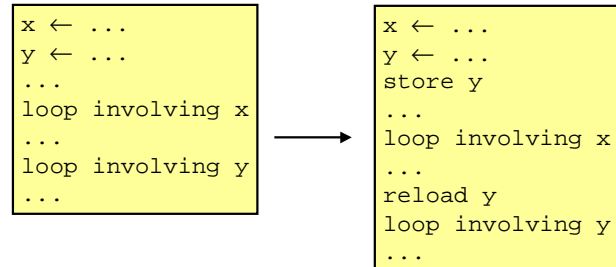 x ← ...
y ← ...
...
loop involving x
...
loop involving y
...
x ← ...
y ← ...
store y
...
loop involving x
...
reload y
loop involving y
...